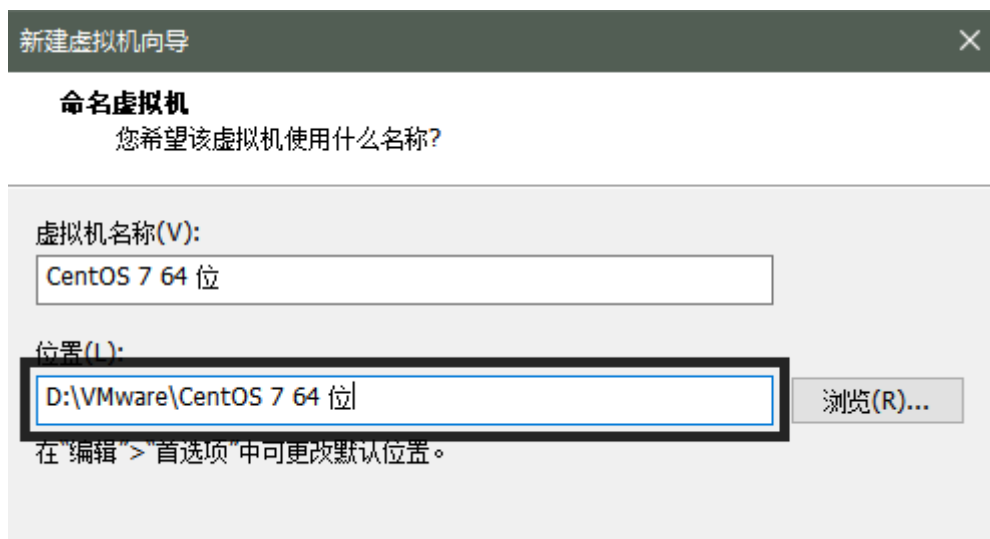 新建虚拟机向导
命名虚拟机
您希望该虚拟机使用什么名称?
虚拟机名称(V):
CentOS 7 64 位
位置(L):
D:\VMware\CentOS 7 64 位
浏览(R)...
在"编辑">"首选项"中可更改默认位置。